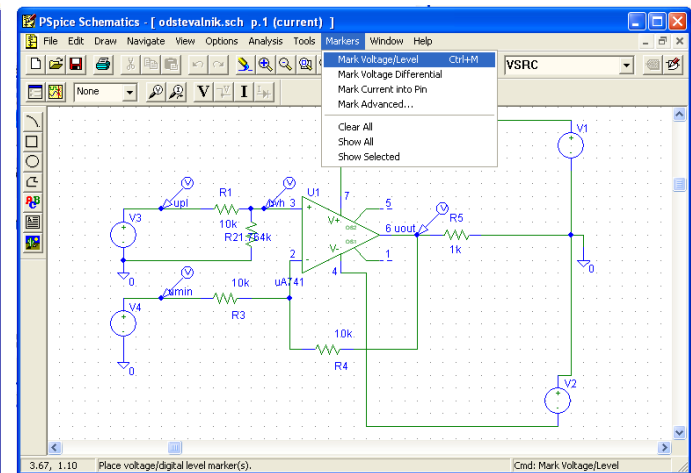 PSpice Schematics - [ odstevalnik.sch p.1 (current) ]
File Edit Draw Navigate View Options Analysis Tools Markers Window Help
VSRC
None
V I
Mark Voltage/Level Ctrl+M
Mark Voltage Differential
Mark Current into Pin
Mark Advanced...
Clear All
Show All
Show Selected
V1
V
V
V
upl
R1
uvh
3
U1
7
5
+
V+
OS2
6
uout
R5
V3
10k
R2
1.764k
OS1
1k
2
-
V-
1
4
0
0
V
umin
10k
uA741
V4
R3
10k
R4
0
V2
3.67, 1.10 Place voltage/digital level marker(s). Cmd: Mark Voltage/Level